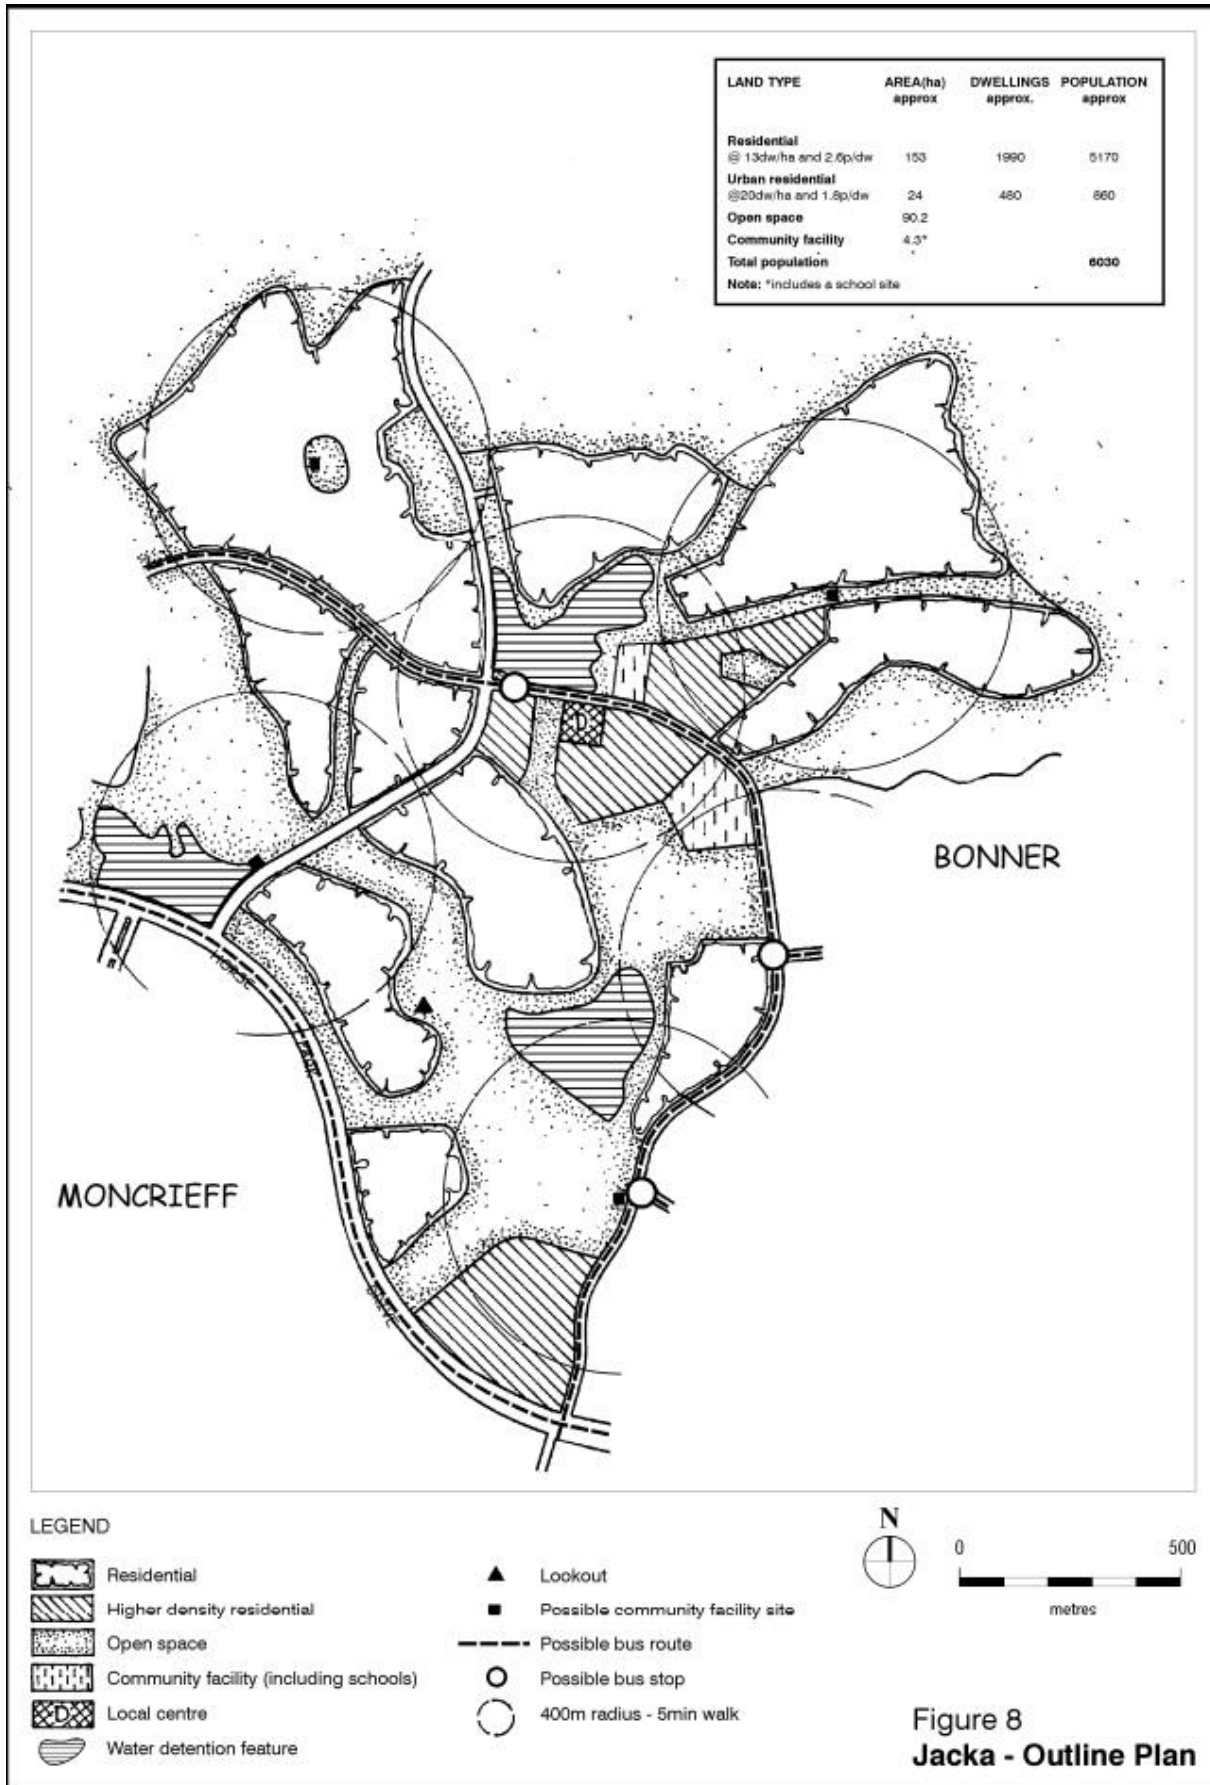 LAND TYPE AREA(ha) DWELLINGS POPULATION
approx approx. approx
Residential
@ 13dw/ha and 2.6p/dw 153 1990 5170
Urban residential
@20dw/ha and 1.8p/dw 24 480 860
Open space 90.2
Community facility 4.3*
Total population 6030
Note: *includes a school site
D
BONNER
HORSE
PARK
MONCRIEFF
DRIVE
LEGEND
Residential
Higher density residential
Open space
Community facility (including schools)
D Local centre
Water detention feature
Lookout
Possible community facility site
Possible bus route
Possible bus stop
400m radius - 5min walk
N
0 500
metres
Figure 8
Jacka - Outline Plan